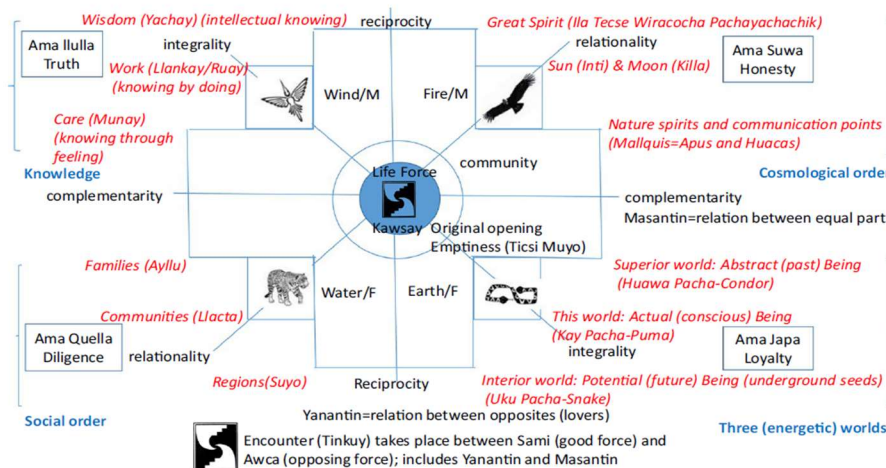 Wisdom (Yachay) (intellectual knowing)
reciprocity
Great Spirit (Ila Tecse Wiracocha Pachayachachik)
integrality
relationality
Ama llulla
Truth
Ama Suwa
Honesty
Work (Llankay/Ruay)
(knowing by doing)
Sun (Inti) & Moon (Killa)
Wind/M
Fire/M
Care (Munay)
(knowing through
feeling)
Nature spirits and communication points
(Mallquis=Apus and Huacas)
Knowledge
Life Force
community
Cosmological order
complementarity
complementarity
Masantin=relation between equal part
Kawsay
Original opening
Emptiness (Ticsi Muyo)
Families (Ayllu)
Superior world: Abstract (past) Being
(Huawa Pacha-Condor)
Water/F
Earth/F
Communities (Llacta)
This world: Actual (conscious) Being
(Kay Pacha-Puma)
Ama Quella
Diligence
relationality
integrality
Ama Japa
Loyalty
Regions(Suyo)
Reciprocity
Interior world: Potential (future) Being (underground seeds)
(Uku Pacha-Snake)
Social order
Yanantin=relation between opposites (lovers)
Three (energetic) worlds
Encounter (Tinkuy) takes place between Sami (good force) and
Awca (opposing force); includes Yanantin and Masantin